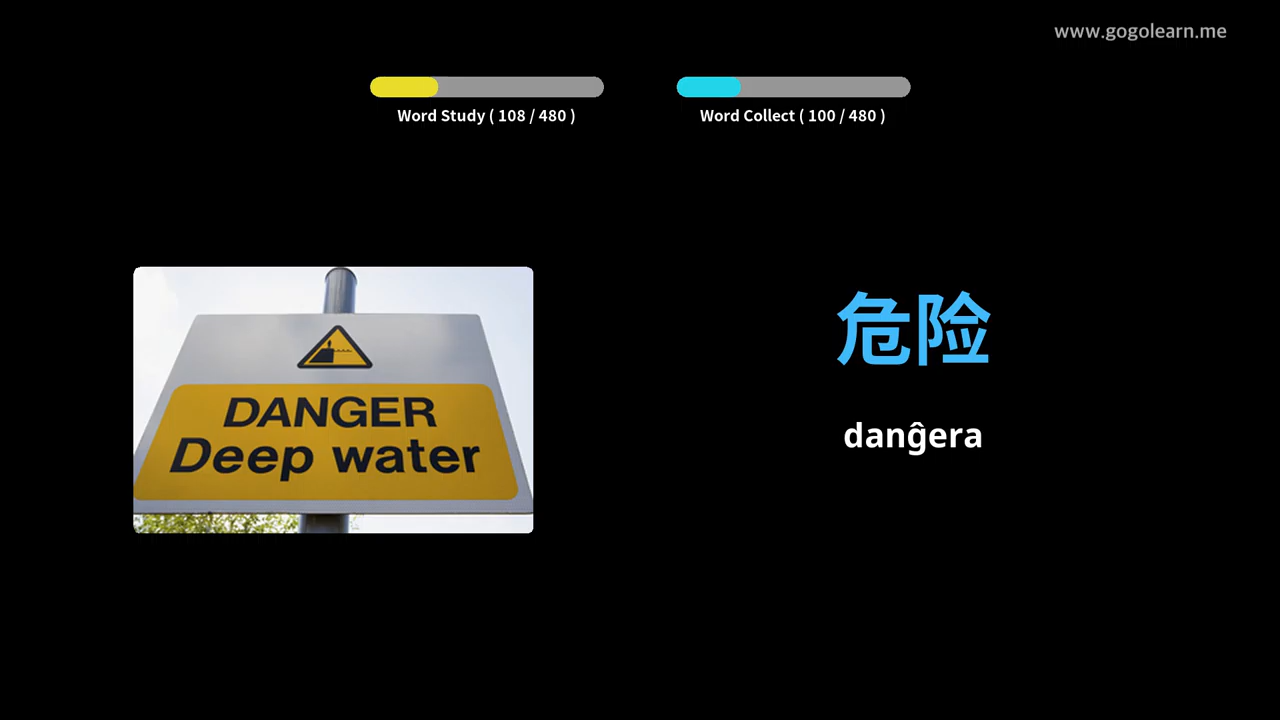 www.gogolearn.me
Word Study ( 108 / 480 )
Word Collect ( 100 / 480 )
DANGER
Deep water
危险
danĝera